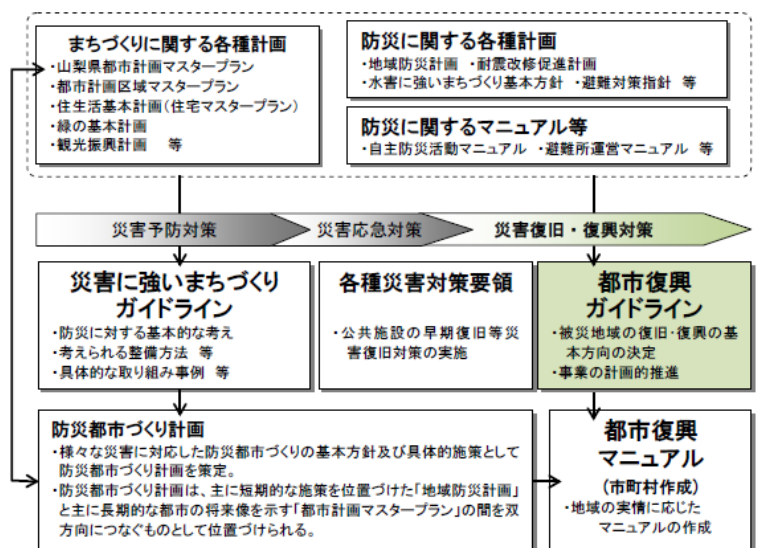 まちづくりに関する各種計画
・山梨県都市計画マスタープラン
・都市計画区域マスタープラン
・住生活基本計画(住宅マスタープラン)
・緑の基本計画
・観光振興計画 等
防災に関する各種計画
・地域防災計画 ・耐震改修促進計画
・水害に強いまちづくり基本方針 ・避難対策指針 等
防災に関するマニュアル等
・自主防災活動マニュアル ・避難所運営マニュアル 等
災害予防対策
災害応急対策
災害復旧・復興対策
災害に強いまちづくり
ガイドライン
・防災に対する基本的な考え
・考えられる整備方法 等
・具体的な取り組み事例 等
各種災害対策要領
・公共施設の早期復旧等災
害復旧対策の実施
都市復興
ガイドライン
・被災地域の復旧・復興の基
本方向の決定
・事業の計画的推進
防災都市づくり計画
・様々な災害に対応した防災都市づくりの基本方針及び具体的施策として
防災都市づくり計画を策定。
・防災都市づくり計画は、主に短期的な施策を位置づけた「地域防災計画」
と主に長期的な都市の将来像を示す「都市計画マスタープラン」の間を双
方向につなぐものとして位置づけられる。
都市復興
マニュアル
(市町村作成)
・地域の実情に応じた
マニュアルの作成